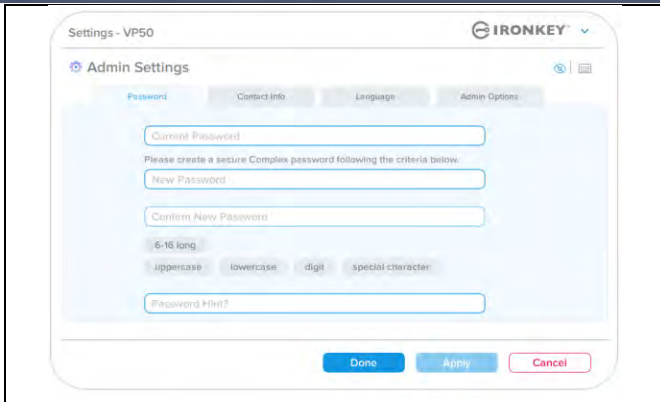 Settings - VP50
IRONKEY
Admin Settings
Password Contact Info Language Admin Options
Current Password
Please create a secure Complex password following the criteria below.
New Password
Confirm New Password
6-16 long
uppercase lowercase digit special character
Password Hint?
Done Apply Cancel